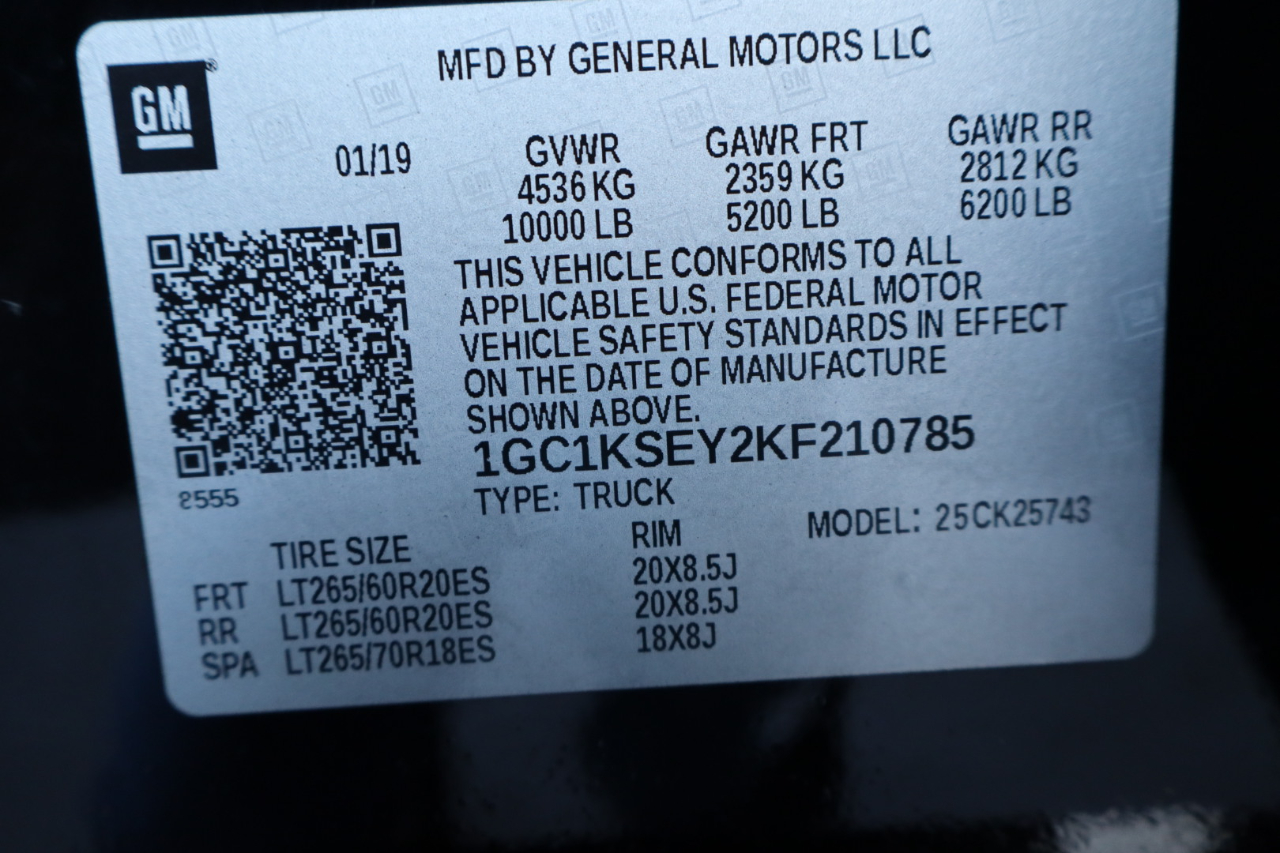 MFD BY GENERAL MOTORS LLC
GM
®
01/19
GVWR GAWR FRT GAWR RR
4536 KG 2359 KG 2812 KG
10000 LB 5200 LB 6200 LB
THIS VEHICLE CONFORMS TO ALL
APPLICABLE U.S. FEDERAL MOTOR
VEHICLE SAFETY STANDARDS IN EFFECT
ON THE DATE OF MANUFACTURE
SHOWN ABOVE.
1GC1KSEY2KF210785
2555
TYPE: TRUCK
MODEL: 25CK25743
TIRE SIZE RIM
FRT LT265/60R20ES 20X8.5J
RR LT265/60R20ES 20X8.5J
SPA LT265/70R18ES 18X8J